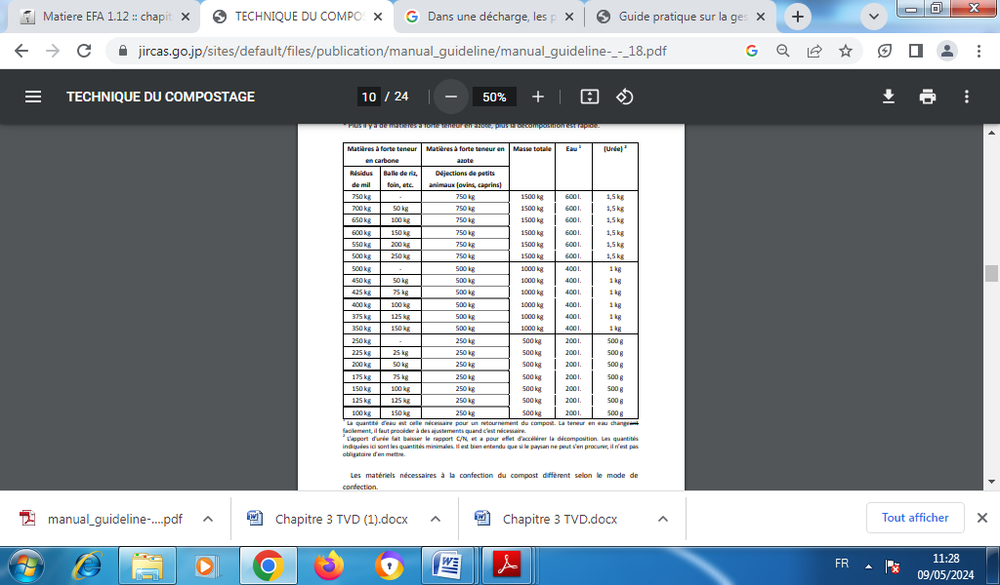 Matiere EFA 1.12 :: chapit
TECHNIQUE DU COMPOS
Dans une décharge, les p
Guide pratique sur la ges
jircas.go.jp/sites/default/files/publication/manual_guideline/manual_guideline-_-_18.pdf
TECHNIQUE DU COMPOSTAGE
10 / 24
50%
* Plus il y a de matières à forte teneur en azote, plus la décomposition est rapide.
Matières à forte teneur en carbone Matières à forte teneur en azote Masse totale Eau ¹ (Urée) ²
Résidus de mil Balle de riz, foin, etc. Déjections de petits animaux (ovins, caprins)
750 kg - 750 kg 1500 kg 600 l. 1,5 kg
700 kg 50 kg 750 kg 1500 kg 600 l. 1,5 kg
650 kg 100 kg 750 kg 1500 kg 600 l. 1,5 kg
600 kg 150 kg 750 kg 1500 kg 600 l. 1,5 kg
550 kg 200 kg 750 kg 1500 kg 600 l. 1,5 kg
500 kg 250 kg 750 kg 1500 kg 600 l. 1,5 kg
500 kg - 500 kg 1000 kg 400 l. 1 kg
450 kg 50 kg 500 kg 1000 kg 400 l. 1 kg
425 kg 75 kg 500 kg 1000 kg 400 l. 1 kg
400 kg 100 kg 500 kg 1000 kg 400 l. 1 kg
375 kg 125 kg 500 kg 1000 kg 400 l. 1 kg
350 kg 150 kg 500 kg 1000 kg 400 l. 1 kg
250 kg - 250 kg 500 kg 200 l. 500 g
225 kg 25 kg 250 kg 500 kg 200 l. 500 g
200 kg 50 kg 250 kg 500 kg 200 l. 500 g
175 kg 75 kg 250 kg 500 kg 200 l. 500 g
150 kg 100 kg 250 kg 500 kg 200 l. 500 g
125 kg 125 kg 250 kg 500 kg 200 l. 500 g
100 kg 150 kg 250 kg 500 kg 200 l. 500 g
¹ La quantité d'eau est celle nécessaire pour un retournement du compost. La teneur en eau changeant
facilement, il faut procéder à des ajustements quand c'est nécessaire.
² L'apport d'urée fait baisser le rapport C/N, et a pour effet d'accélérer la décomposition. Les quantités
indiquées ici sont les quantités minimales. Il est bien entendu que si le paysan ne peut s'en procurer, il n'est pas
obligatoire d'en mettre.
Les matériels nécessaires à la confection du compost diffèrent selon le mode de
confection.
manual_guideline-....pdf
Chapitre 3 TVD (1).docx
Chapitre 3 TVD.docx
Tout afficher
FR
11:28
09/05/2024